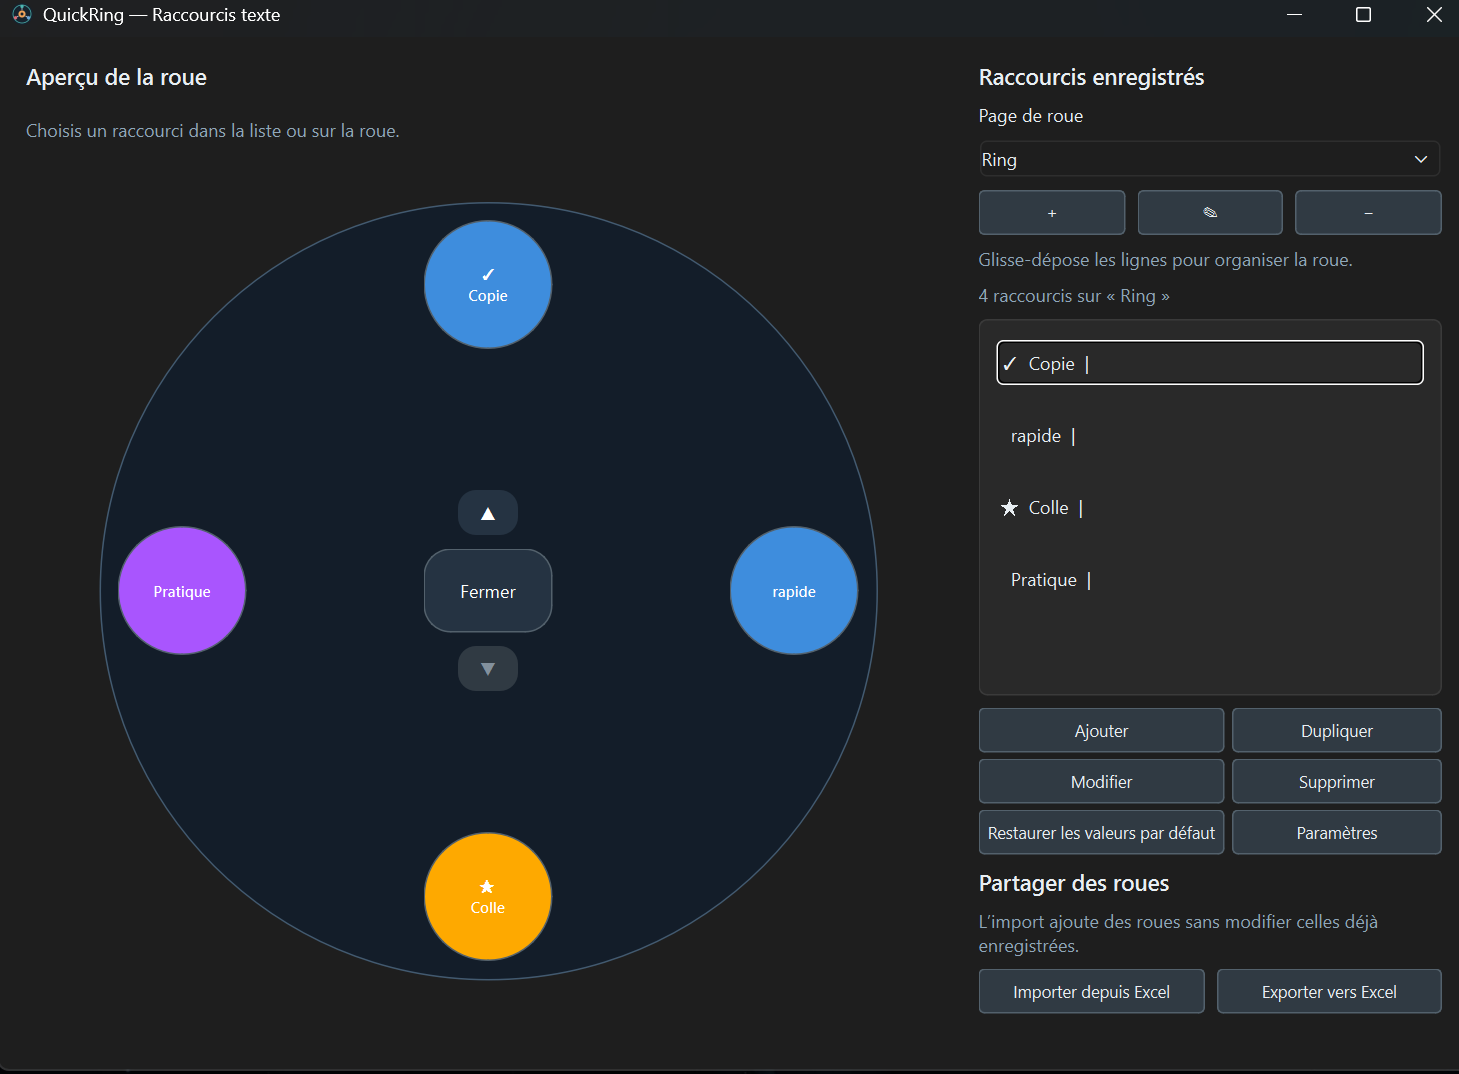 QuickRing — Raccourcis texte
Aperçu de la roue
Choisis un raccourci dans la liste ou sur la roue.
✓
Copie
Pratique
▲
Fermer
▼
rapide
★
Colle
Raccourcis enregistrés
Page de roue
Ring
+
✎
−
Glisse-dépose les lignes pour organiser la roue.
4 raccourcis sur « Ring »
✓ Copie |
rapide |
★ Colle |
Pratique |
Ajouter
Dupliquer
Modifier
Supprimer
Restaurer les valeurs par défaut
Paramètres
Partager des roues
L’import ajoute des roues sans modifier celles déjà
enregistrées.
Importer depuis Excel
Exporter vers Excel